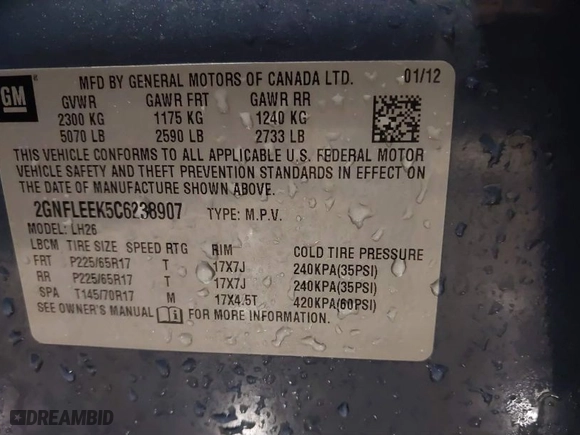 GM
MFD BY GENERAL MOTORS OF CANADA LTD. 01/12
GVWR GAWR FRT GAWR RR
2300 KG 1175 KG 1240 KG
5070 LB 2590 LB 2733 LB
THIS VEHICLE CONFORMS TO ALL APPLICABLE U.S. FEDERAL MOTOR
VEHICLE SAFETY AND THEFT PREVENTION STANDARDS IN EFFECT ON
THE DATE OF MANUFACTURE SHOWN ABOVE.
2GNFLEEK5C6238907 TYPE: M.P.V.
MODEL: LH26
LBCM TIRE SIZE SPEED RTG RIM COLD TIRE PRESSURE
FRT P225/65R17 T 17X7J 240KPA(35PSI)
RR P225/65R17 T 17X7J 240KPA(35PSI)
SPA T145/70R17 M 17X4.5T 420KPA(60PSI)
SEE OWNER'S MANUAL FOR MORE INFORMATION.
DREAMBID